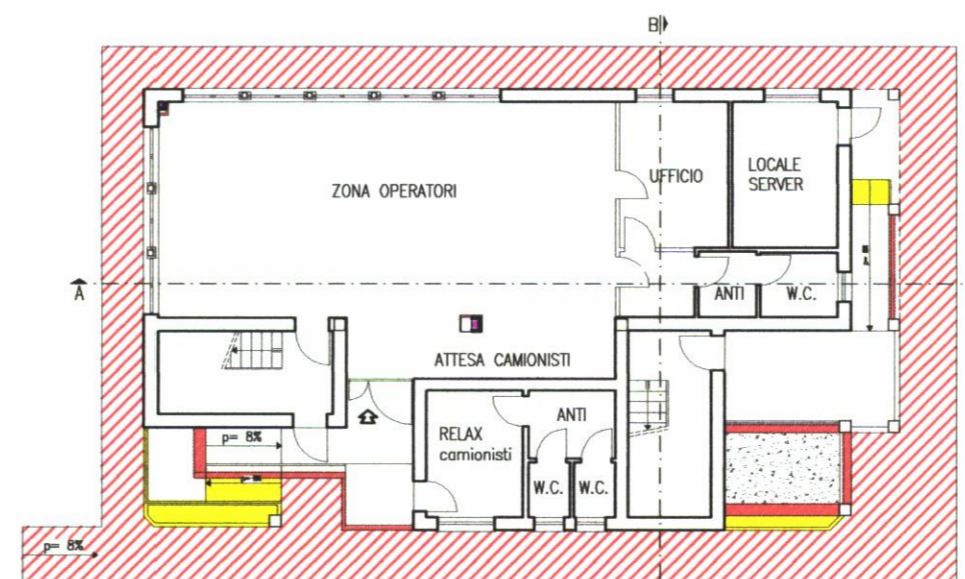 B
ZONA OPERATORI
UFFICIO
LOCALE
SERVER
A
ANTI
W.C.
ATTESA CAMIONISTI
RELAX
camionisti
ANTI
W.C.
W.C.
p= 8%
p= 8%